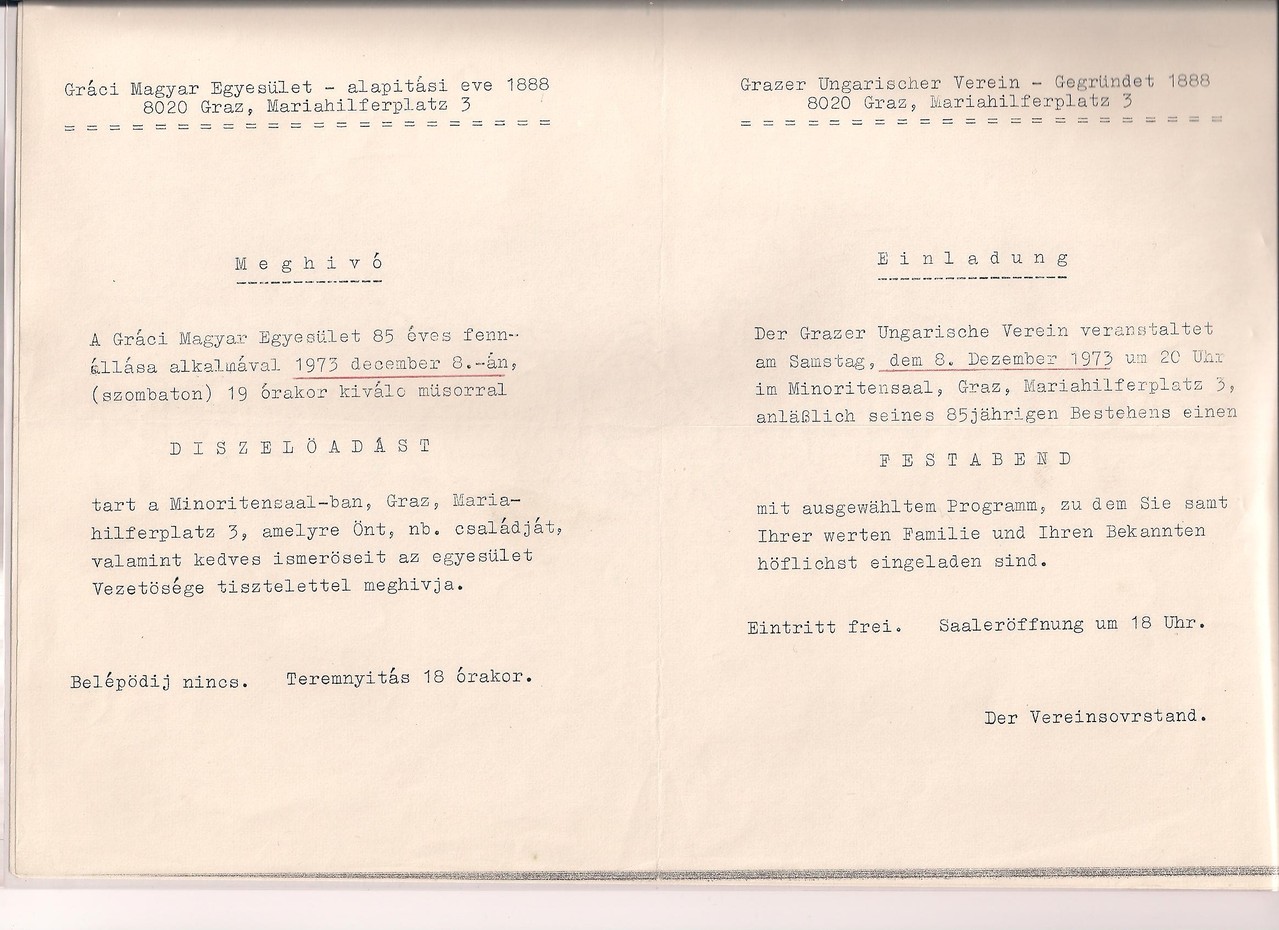 Gráci Magyar Egyesület - alapitási eve 1888
8020 Graz, Mariahilferplatz 3
= = = = = = = = = = = = = = = = = = = = = =
M e g h i v ó
A Gráci Magyar Egyesület 85 éves fenn-
állása alkalmával 1973 december 8.-án,
(szombaton) 19 órakor kiváló müsorral
D I S Z E L Ö A D Á S T
tart a Minoritensaal-ban, Graz, Maria-
hilferplatz 3, amelyre Önt, nb. családját,
valamint kedves ismeröseit az egyesület
Vezetösége tisztelettel meghivja.
Belépödij nincs. Teremnyitás 18 órakor.
Grazer Ungarischer Verein - Gegründet 1888
8020 Graz, Mariahilferplatz 3
= = = = = = = = = = = = = = = = = = = = = =
E i n l a d u n g
Der Grazer Ungarische Verein veranstaltet
am Samstag, dem 8. Dezember 1973 um 20 Uhr
im Minoritensaal, Graz, Mariahilferplatz 3,
anläßlich seines 85jährigen Bestehens einen
F E S T A B E N D
mit ausgewähltem Programm, zu dem Sie samt
Ihrer werten Familie und Ihren Bekannten
höflichst eingeladen sind.
Eintritt frei. Saaleröffnung um 18 Uhr.
Der Vereinsovrstand.